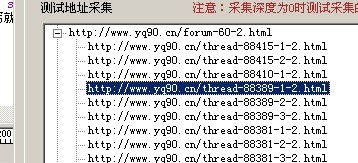 测试地址采集 注意：采集深度为0时测试采集的
http://www.yq90.cn/forum-60-2.html
http://www.yq90.cn/thread-88415-1-2.html
http://www.yq90.cn/thread-88415-2-2.html
http://www.yq90.cn/thread-88410-1-2.html
http://www.yq90.cn/thread-88389-1-2.html
http://www.yq90.cn/thread-88389-2-2.html
http://www.yq90.cn/thread-88389-3-2.html
http://www.yq90.cn/thread-88381-1-2.html
http://www.yq90.cn/thread-88381-2-2.html
http://www.yq90.cn/thread-88381-3-2.html
200